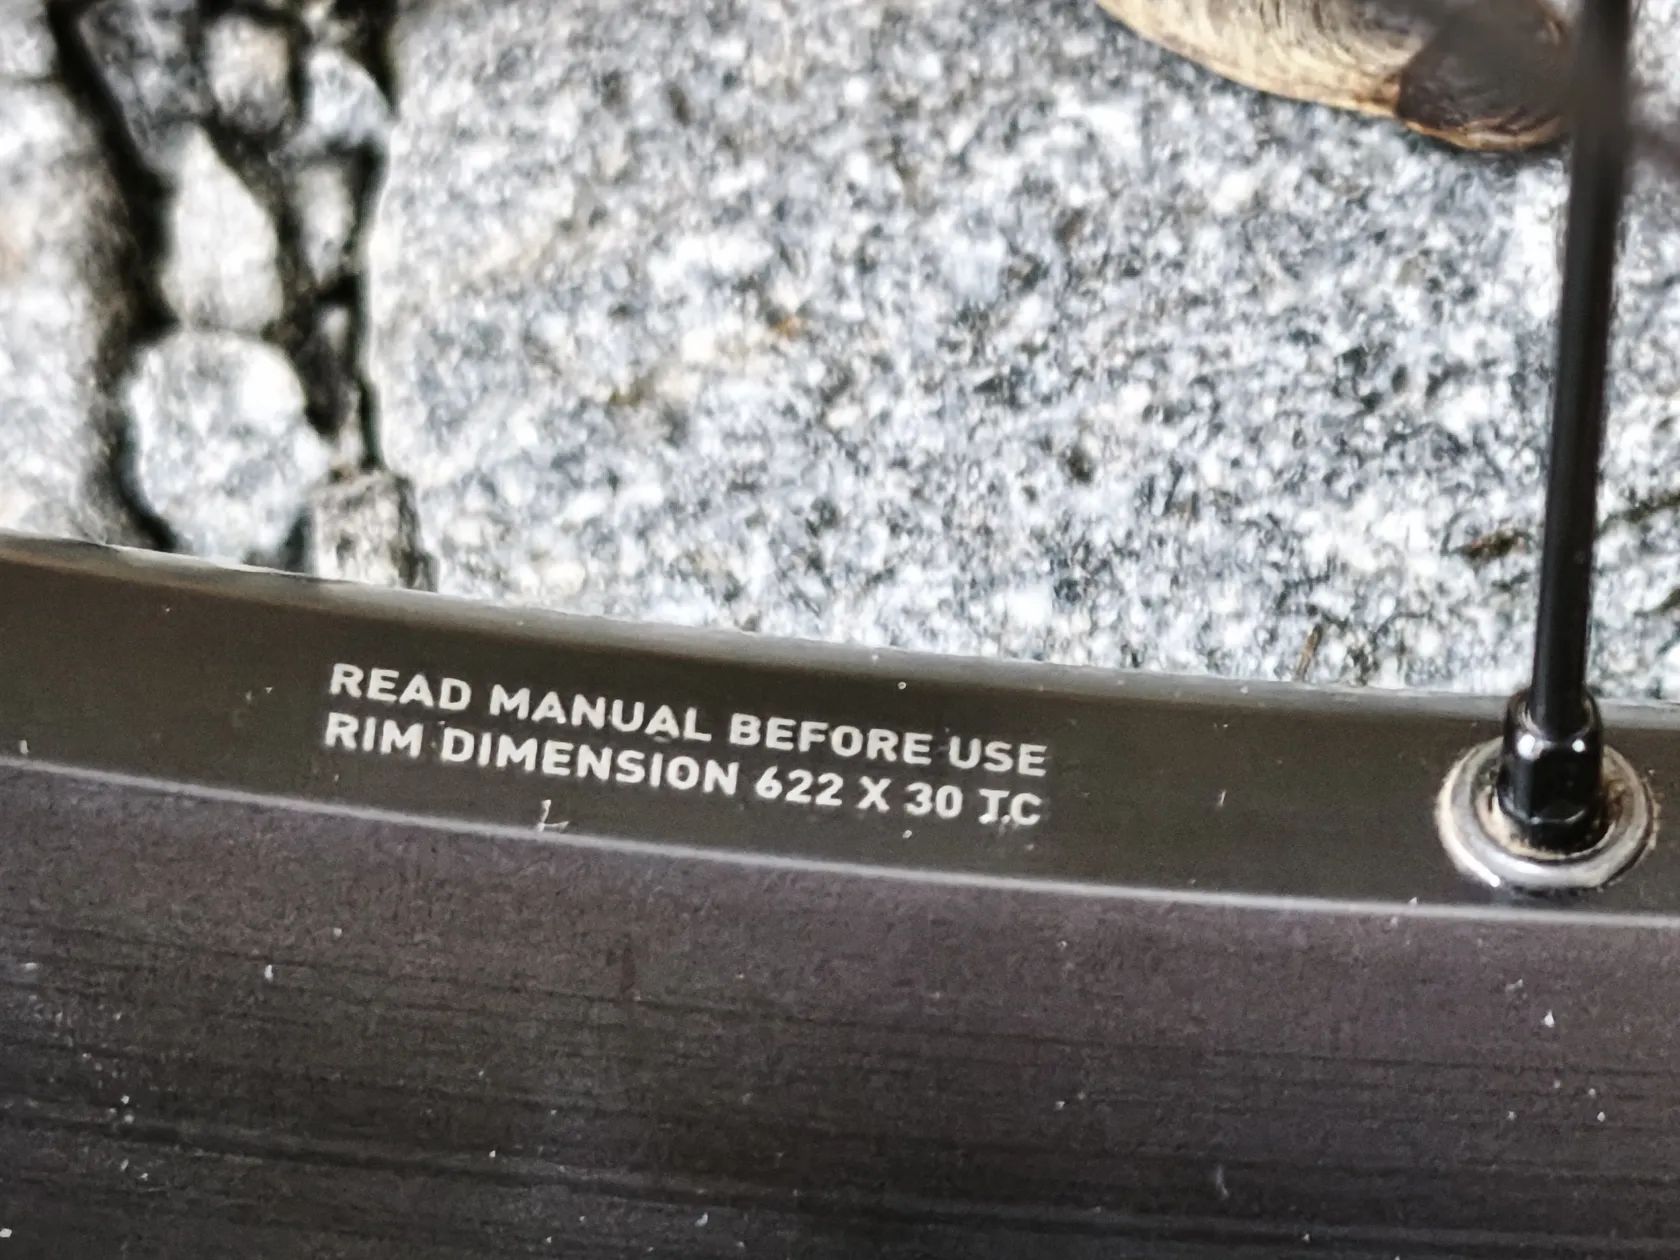 READ MANUAL BEFORE USE
RIM DIMENSION 622 X 30 TC